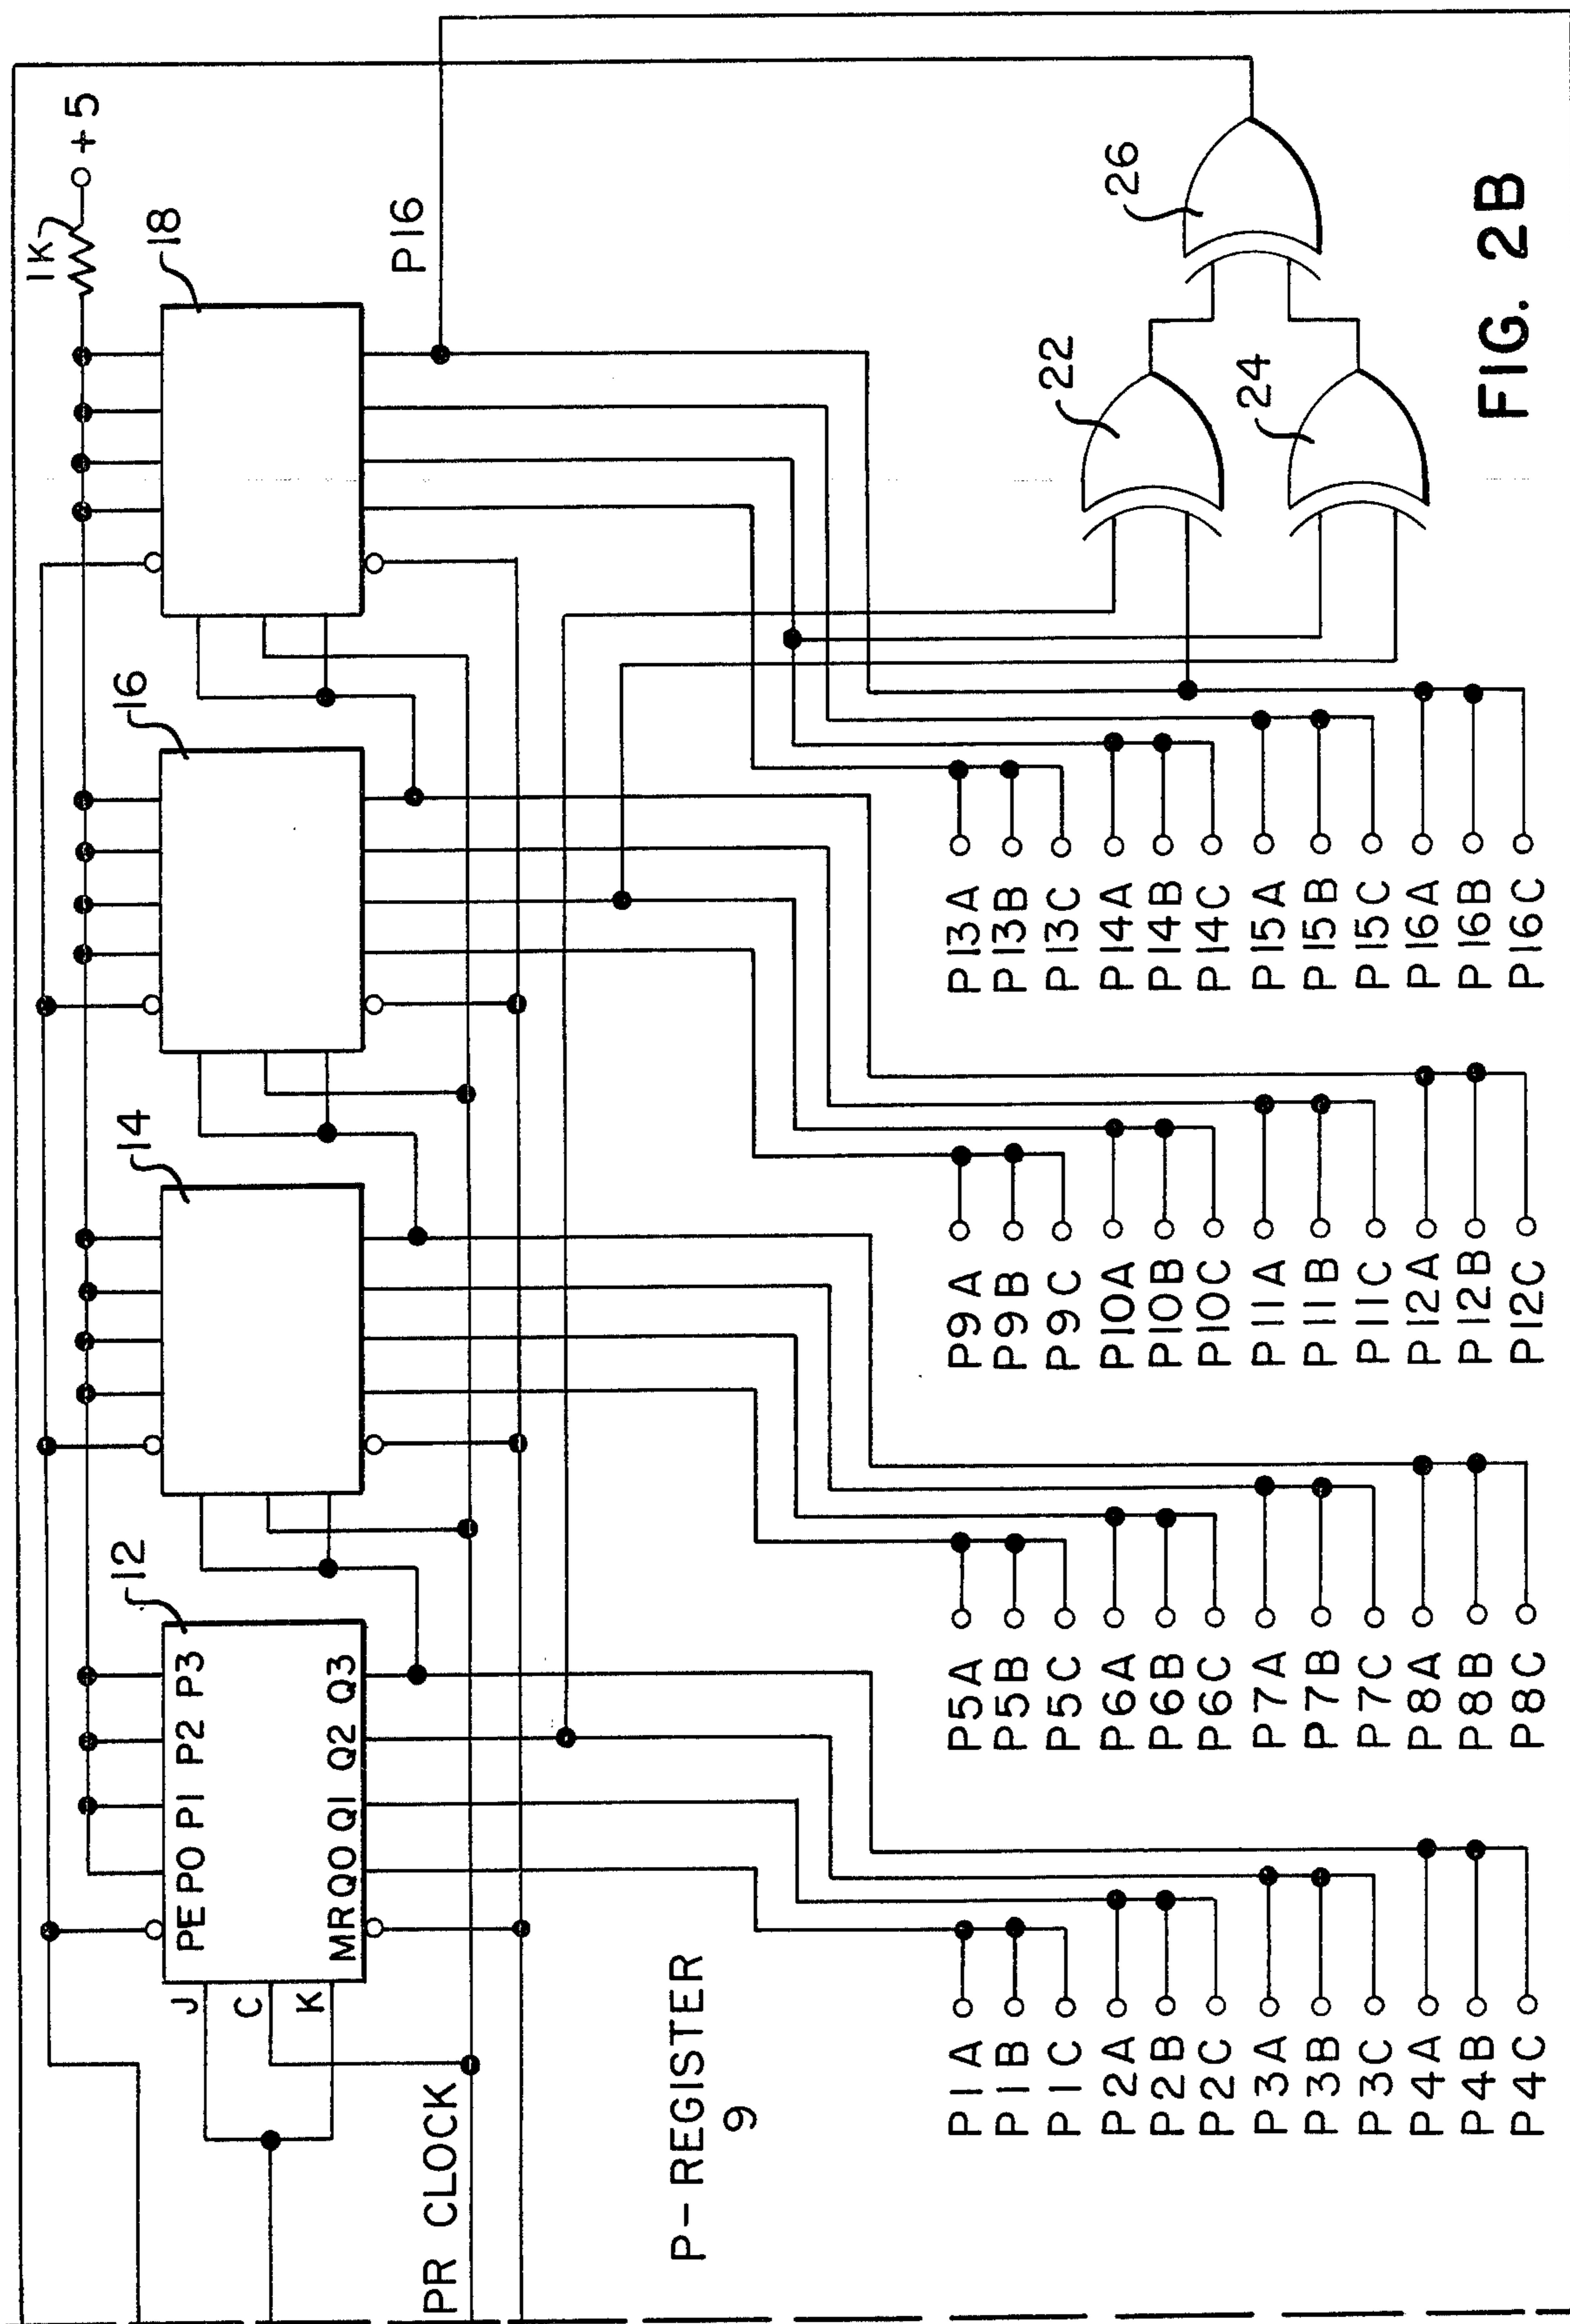 1K
+5
12
14
16
18
PE P0 P1 P2 P3
J
C
K
MR Q0 Q1 Q2 Q3
P16
PR CLOCK
P-REGISTER
9
22
24
26
P1A
P1B
P1C
P2A
P2B
P2C
P3A
P3B
P3C
P4A
P4B
P4C
P5A
P5B
P5C
P6A
P6B
P6C
P7A
P7B
P7C
P8A
P8B
P8C
P9A
P9B
P9C
P10A
P10B
P10C
P11A
P11B
P11C
P12A
P12B
P12C
P13A
P13B
P13C
P14A
P14B
P14C
P15A
P15B
P15C
P16A
P16B
P16C
FIG. 2B